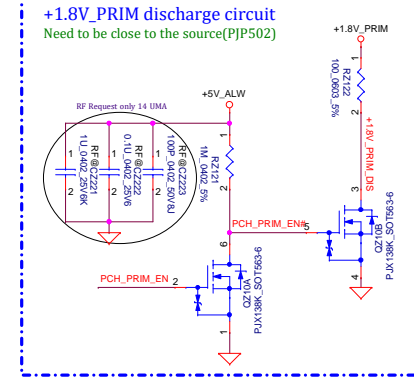 +1.8V_PRIM discharge circuit
Need to be close to the source(PJP502)
+1.8V_PRIM
1
RZ122
100_0603_5%
2
+1.8V_PRIM_DIS
+5V_ALW
RF Request only 14 UMA
1
RZ121
1M_0402_5%
2
1
2
RF@CZ223
100P_0402_50V8J
1
2
RF@CZ222
0.1U_0402_25V6
1
2
RF@CZ221
1U_0402_25V6K
PCH_PRIM_EN#
5
3
QZ10B
PJX138K_SOT563-6
4
6
PCH_PRIM_EN
2
QZ10A
PJX138K_SOT563-6
1